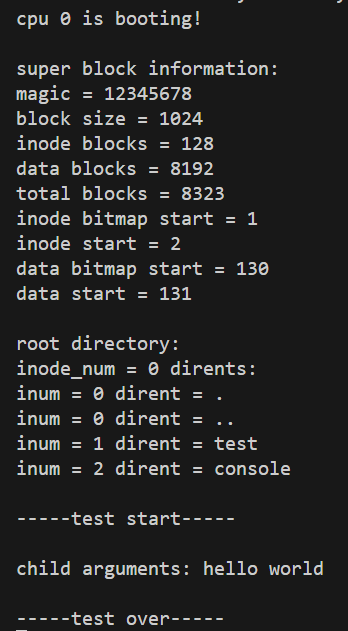 cpu 0 is booting!
super block information:
magic = 12345678
block size = 1024
inode blocks = 128
data blocks = 8192
total blocks = 8323
inode bitmap start = 1
inode start = 2
data bitmap start = 130
data start = 131
root directory:
inode_num = 0 dirents:
inum = 0 dirent = .
inum = 0 dirent = ..
inum = 1 dirent = test
inum = 2 dirent = console
-----test start-----
child arguments: hello world
-----test over-----